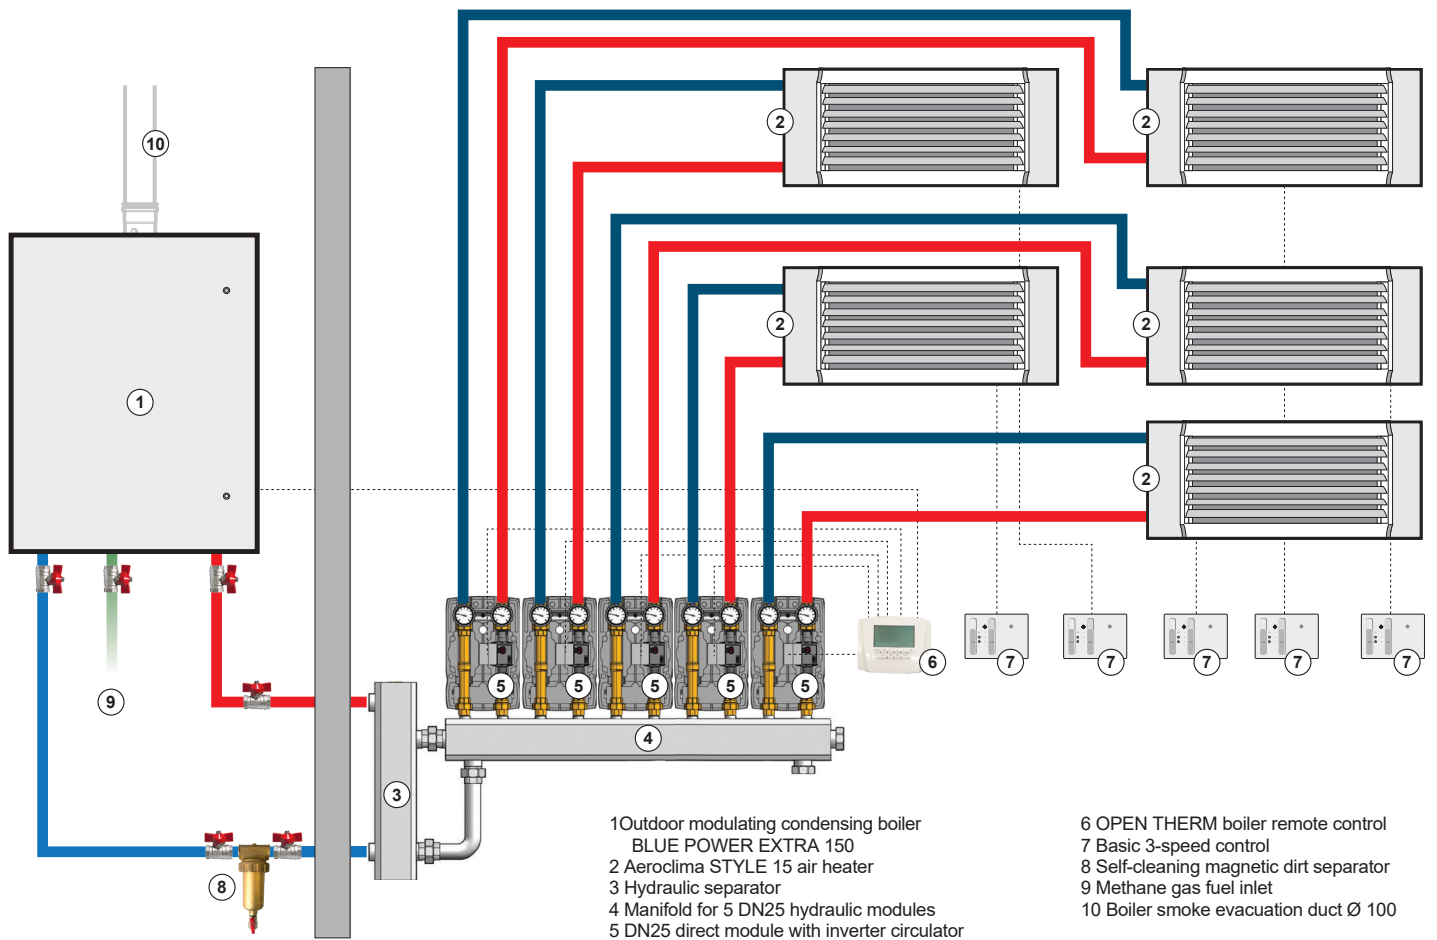 10
2
2
2
2
1
2
6
7
7
7
7
7
5
5
5
5
5
9
4
3
8
1Outdoor modulating condensing boiler
BLUE POWER EXTRA 150
2 Aeroclima STYLE 15 air heater
3 Hydraulic separator
4 Manifold for 5 DN25 hydraulic modules
5 DN25 direct module with inverter circulator
6 OPEN THERM boiler remote control
7 Basic 3-speed control
8 Self-cleaning magnetic dirt separator
9 Methane gas fuel inlet
10 Boiler smoke evacuation duct Ø 100